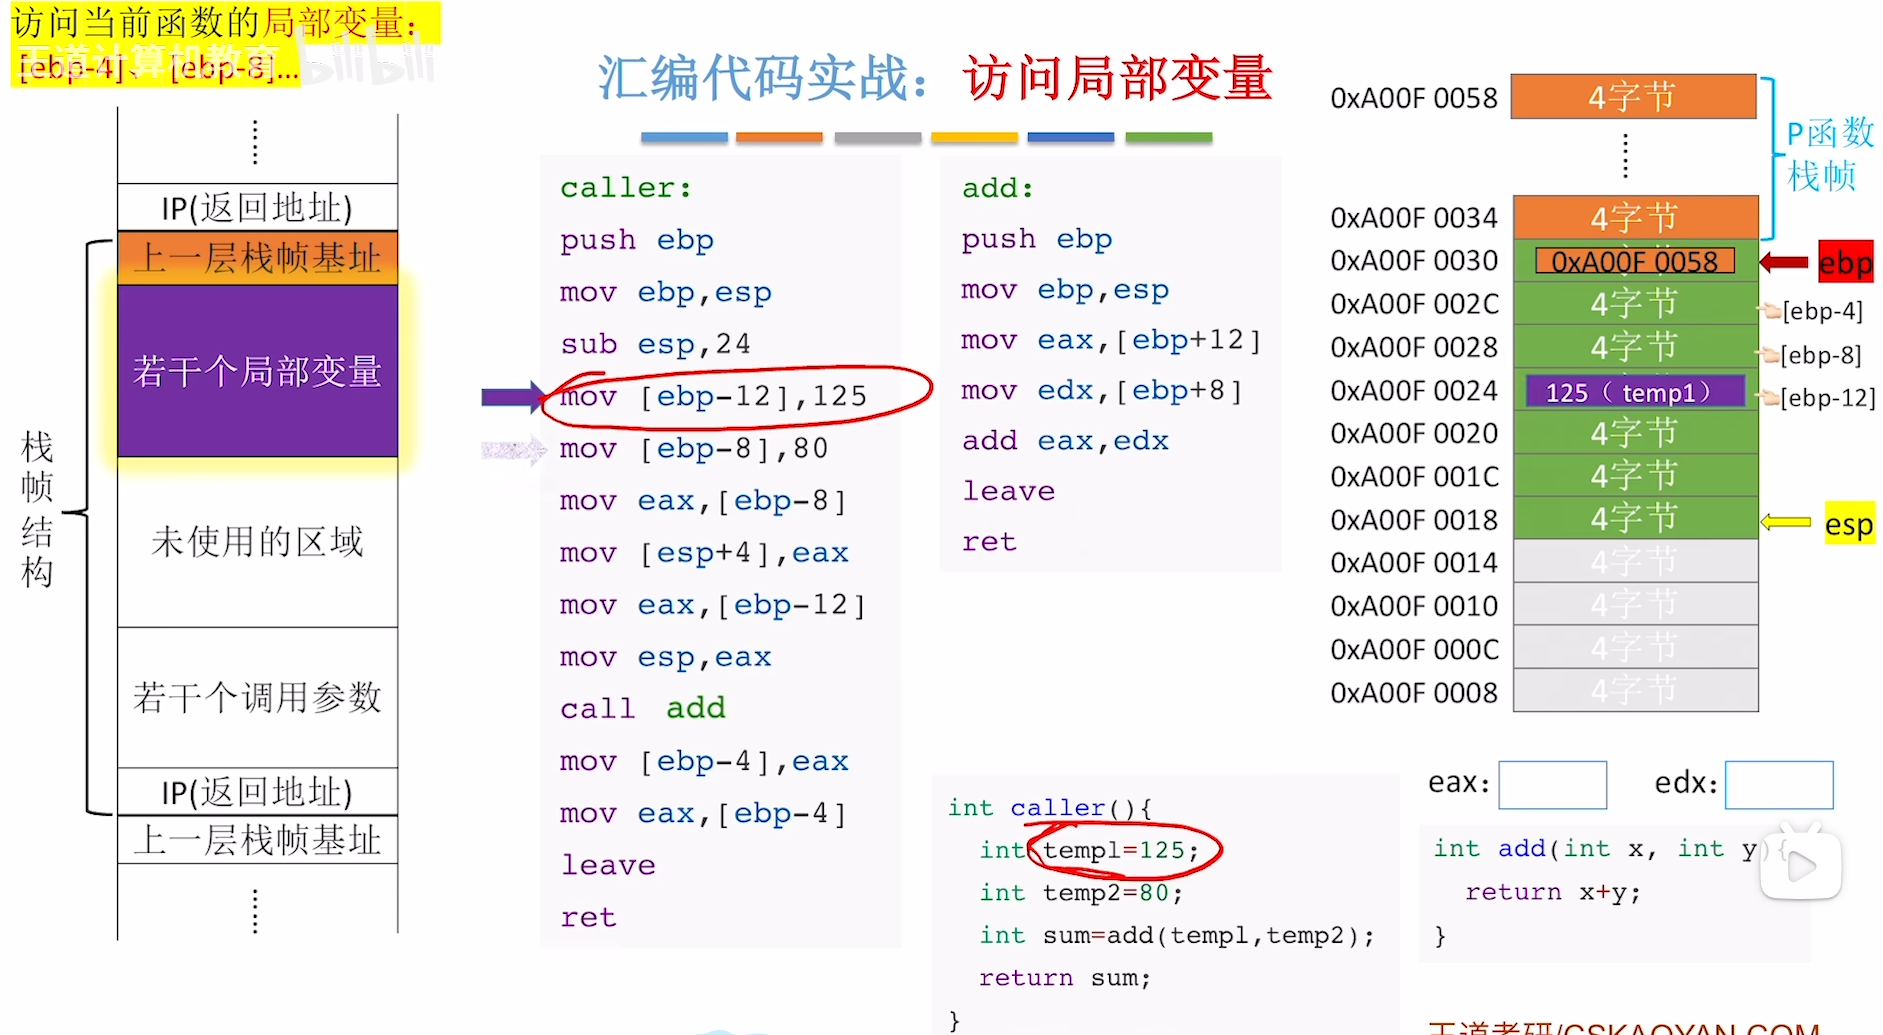 访问当前函数的局部变量：
[ebp-4]、[ebp-8]...
王道计算机教育
bilibili
汇编代码实战：访问局部变量
IP(返回地址)
上一层栈帧基址
若干个局部变量
未使用的区域
若干个调用参数
IP(返回地址)
上一层栈帧基址
栈帧结构
caller:
push ebp
mov ebp,esp
sub esp,24
mov [ebp-12],125
mov [ebp-8],80
mov eax,[ebp-8]
mov [esp+4],eax
mov eax,[ebp-12]
mov esp,eax
call add
mov [ebp-4],eax
mov eax,[ebp-4]
leave
ret
add:
push ebp
mov ebp,esp
mov eax,[ebp+12]
mov edx,[ebp+8]
add eax,edx
leave
ret
0xA00F 0058 4字节
P函数
栈帧
0xA00F 0034 4字节
0xA00F 0030 0xA00F 0058 ebp
0xA00F 002C 4字节 [ebp-4]
0xA00F 0028 4字节 [ebp-8]
0xA00F 0024 125（temp1） [ebp-12]
0xA00F 0020 4字节
0xA00F 001C 4字节
0xA00F 0018 4字节 esp
0xA00F 0014 4字节
0xA00F 0010 4字节
0xA00F 000C 4字节
0xA00F 0008 4字节
eax: edx:
int caller(){
int temp1=125;
int temp2=80;
int sum=add(temp1,temp2);
return sum;
}
int add(int x, int y){
return x+y;
}
王道考研/CSKAOYAN.COM